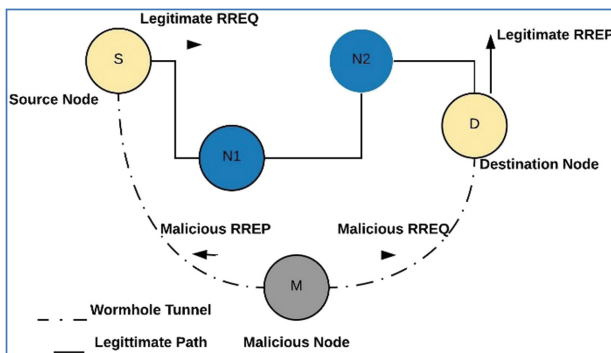 Legitimate RREQ
S
N2
Legitimate RREP
Source Node
D
N1
Destination Node
Malicious RREP
Malicious RREQ
M
Wormhole Tunnel
Legittimate Path
Malicious Node